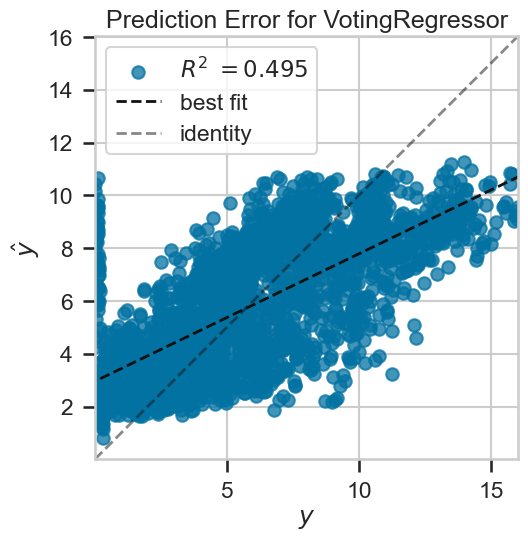 Prediction Error for VotingRegressor
R² = 0.495
best fit
identity
16
14
12
10
8
6
4
2
ŷ
5
10
15
y